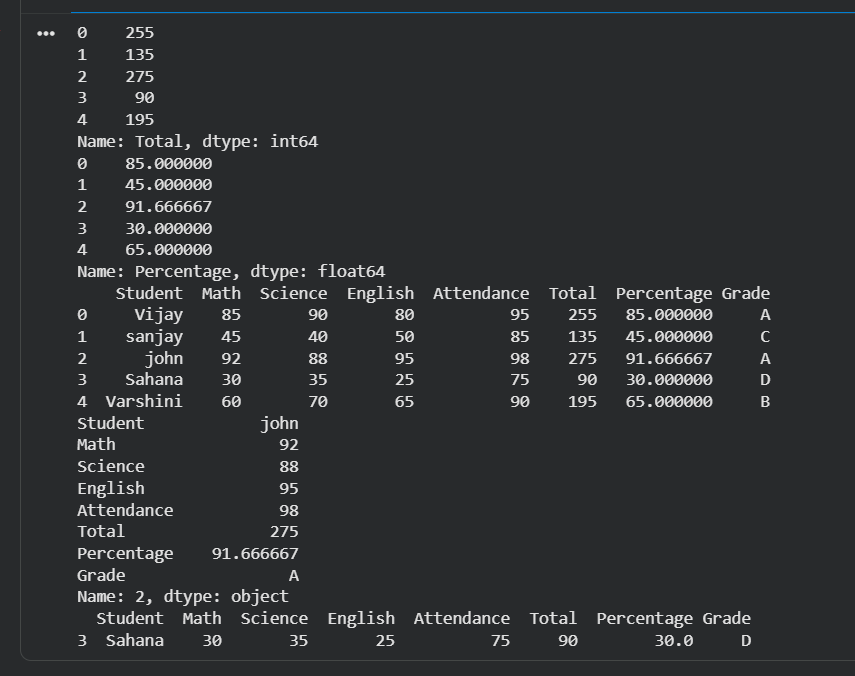 0    255
1    135
2    275
3     90
4    195
Name: Total, dtype: int64
0    85.000000
1    45.000000
2    91.666667
3    30.000000
4    65.000000
Name: Percentage, dtype: float64
    Student  Math  Science  English  Attendance  Total  Percentage Grade
0     Vijay    85       90       80          95    255   85.000000     A
1    sanjay    45       40       50          85    135   45.000000     C
2      john    92       88       95          98    275   91.666667     A
3    Sahana    30       35       25          75     90   30.000000     D
4  Varshini    60       70       65          90    195   65.000000     B
Student            john
Math                 92
Science              88
English              95
Attendance           98
Total               275
Percentage    91.666667
Grade                 A
Name: 2, dtype: object
  Student  Math  Science  English  Attendance  Total  Percentage Grade
3  Sahana    30       35       25          75     90        30.0     D